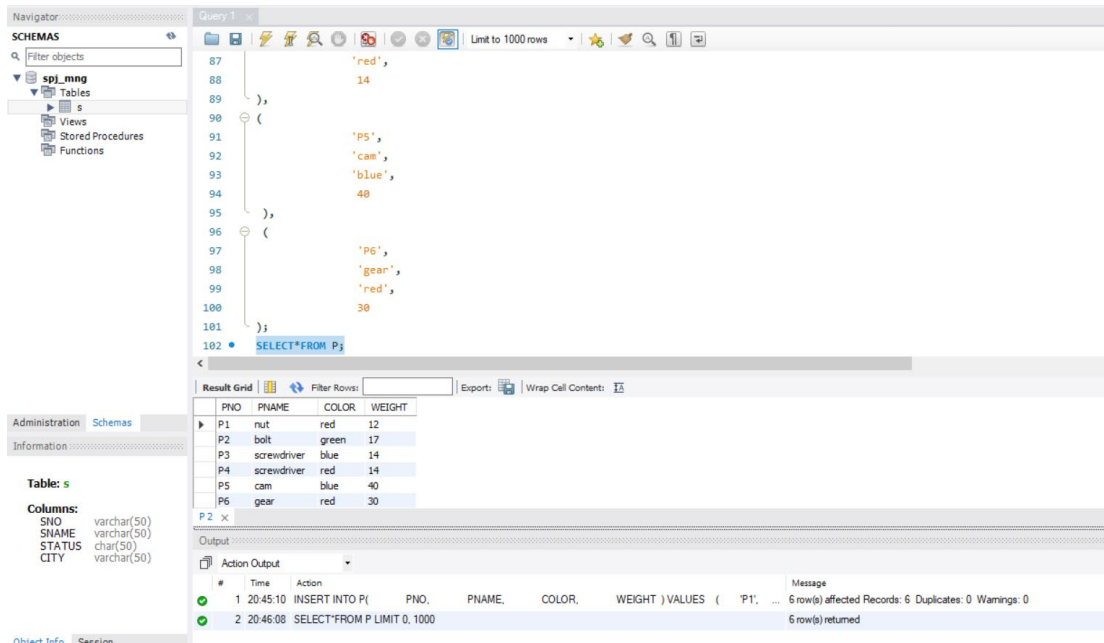 Navigator
Query 1
SCHEMAS
Limit to 1000 rows
Filter objects
spj_mng
Tables
s
Views
Stored Procedures
Functions
87 'red',
88 14
89 ),
90 (
91 'P5',
92 'cam',
93 'blue',
94 40
95 ),
96 (
97 'P6',
98 'gear',
99 'red',
100 30
101 );
102 SELECT*FROM P;
Result Grid Filter Rows: Export: Wrap Cell Content:
PNO PNAME COLOR WEIGHT
P1 nut red 12
P2 bolt green 17
P3 screwdriver blue 14
P4 screwdriver red 14
P5 cam blue 40
P6 gear red 30
P 2
Administration Schemas
Information
Table: s
Columns:
SNO varchar(50)
SNAME varchar(50)
STATUS char(50)
CITY varchar(50)
Object Info Session
Output
Action Output
# Time Action Message
1 20:45:10 INSERT INTO P( PNO, PNAME, COLOR, WEIGHT ) VALUES ( 'P1', ... 6 row(s) affected Records: 6 Duplicates: 0 Warnings: 0
2 20:46:08 SELECT*FROM P LIMIT 0, 1000 6 row(s) returned